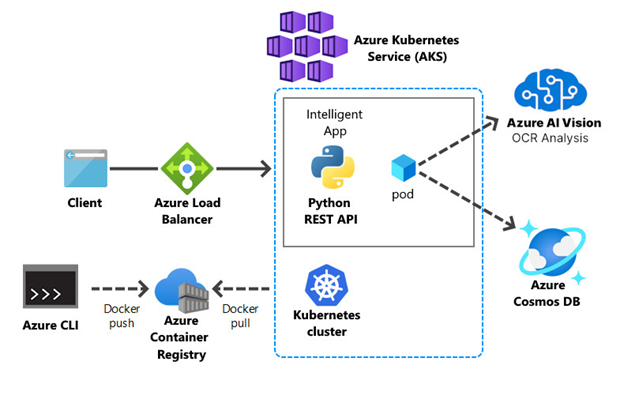 Azure Kubernetes
Service (AKS)
Intelligent
App
Python
REST API
pod
Azure AI Vision
OCR Analysis
Client
Azure Load
Balancer
Azure
Cosmos DB
>>>
Azure CLI
Docker
push
Azure
Container
Registry
Docker
pull
Kubernetes
cluster